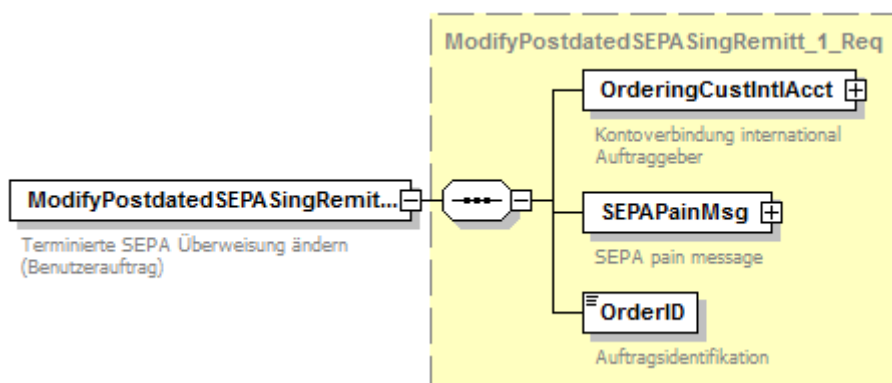 ModifyPostdatedSEPASingRemitt_1_Req
OrderingCustIntlAcct
Kontoverbindung international
Auftraggeber
ModifyPostdatedSEPASingRemit...
Terminierte SEPA Überweisung ändern
(Benutzerauftrag)
SEPAPainMsg
SEPA pain message
OrderID
Auftragsidentifikation